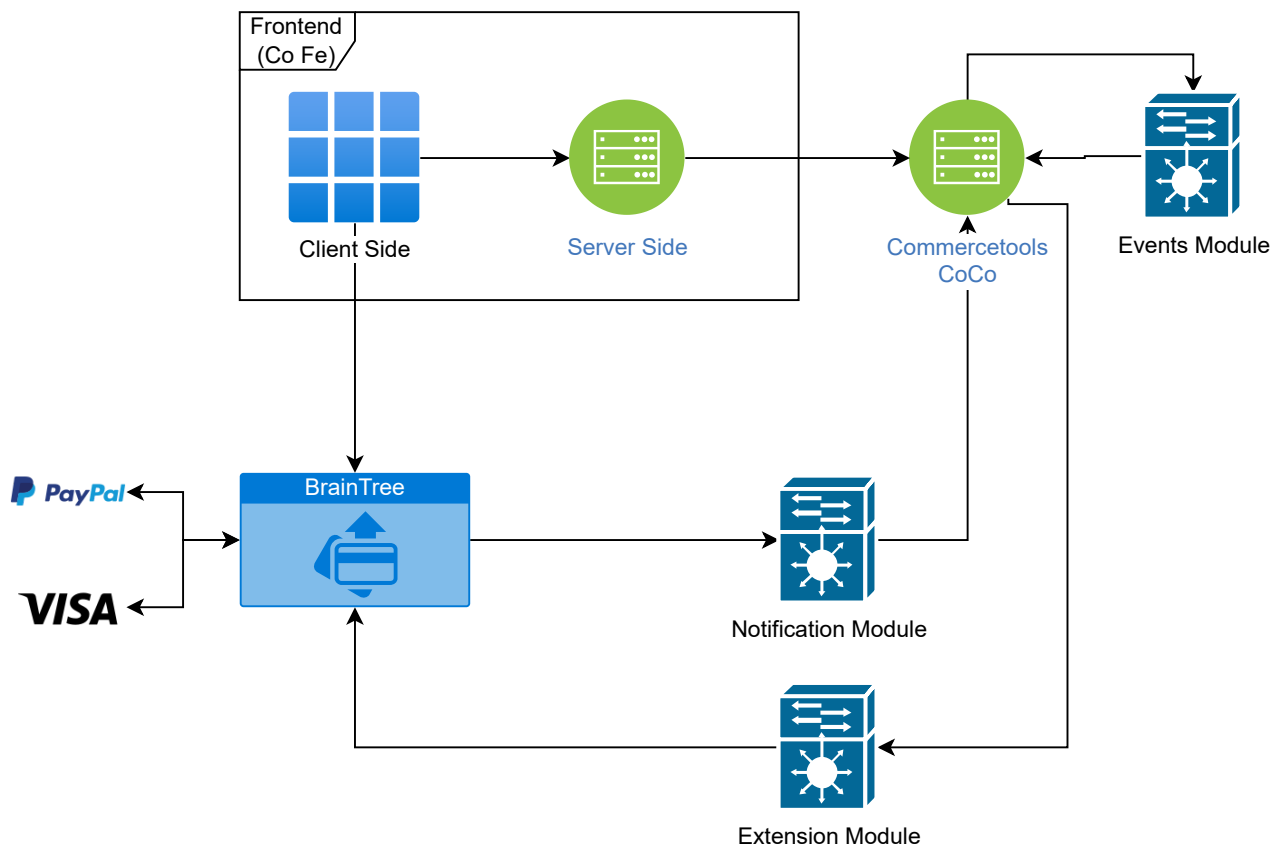 Frontend
(Co Fe)
Client Side
Server Side
Commercetools
CoCo
Events Module
BrainTree
PayPal
VISA
Notification Module
Extension Module